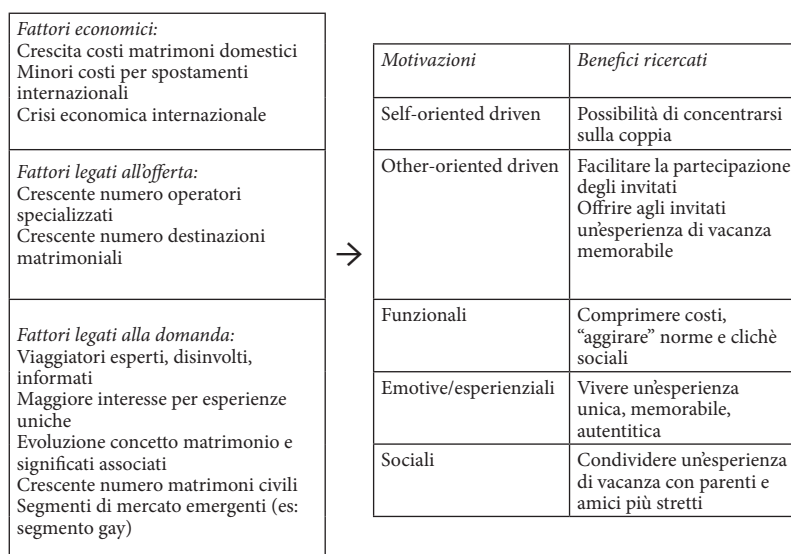 Fattori economici:
Crescita costi matrimoni domestici
Minori costi per spostamenti
internazionali
Crisi economica internazionale
Fattori legati all'offerta:
Crescente numero operatori
specializzati
Crescente numero destinazioni
matrimoniali
Fattori legati alla domanda:
Viaggiatori esperti, disinvolti,
informati
Maggiore interesse per esperienze
uniche
Evoluzione concetto matrimonio e
significati associati
Crescente numero matrimoni civili
Segmenti di mercato emergenti (es:
segmento gay)
→
Motivazioni Benefici ricercati
Self-oriented driven Possibilità di concentrarsi
sulla coppia
Other-oriented driven Facilitare la partecipazione
degli invitati
Offrire agli invitati
un'esperienza di vacanza
memorabile
Funzionali Comprimere costi,
“aggirare” norme e clichè
sociali
Emotive/esperienziali Vivere un'esperienza
unica, memorabile,
autentitica
Sociali Condividere un'esperienza
di vacanza con parenti e
amici più stretti